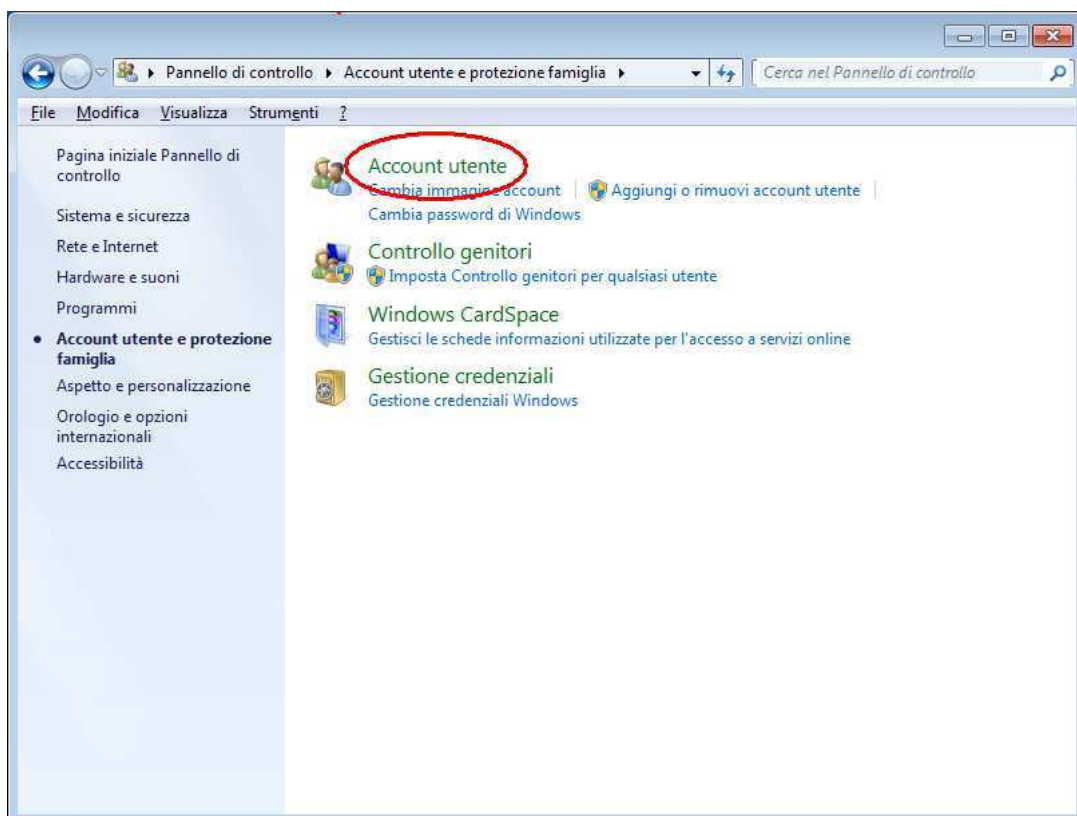 Pannello di controllo Account utente e protezione famiglia Cerca nel Pannello di controllo
File Modifica Visualizza Strumenti ?
Pagina iniziale Pannello di
controllo
Sistema e sicurezza
Rete e Internet
Hardware e suoni
Programmi
Account utente e protezione
famiglia
Aspetto e personalizzazione
Orologio e opzioni
internazionali
Accessibilità
Account utente
Cambia immagine account Aggiungi o rimuovi account utente
Cambia password di Windows
Controllo genitori
Imposta Controllo genitori per qualsiasi utente
Windows CardSpace
Gestisci le schede informazioni utilizzate per l'accesso a servizi online
Gestione credenziali
Gestione credenziali Windows